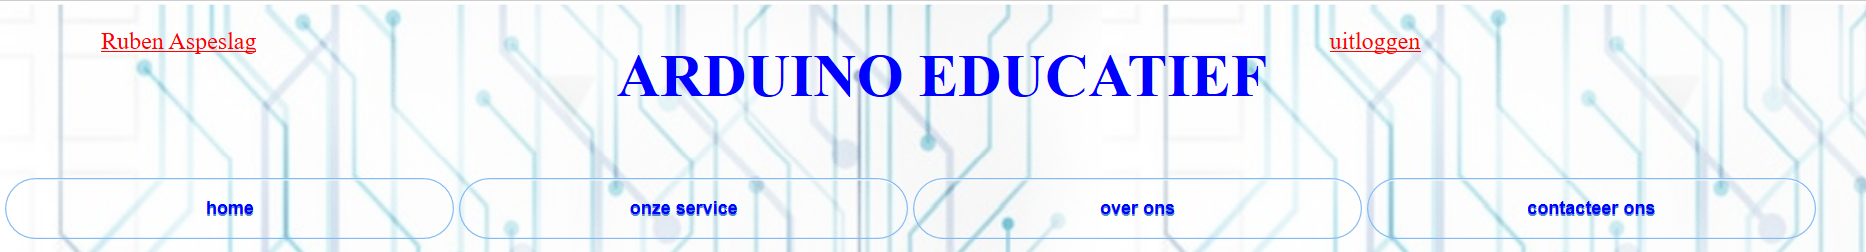 Ruben Aspeslag
uitloggen
ARDUINO EDUCATIEF
home
onze service
over ons
contacteer ons